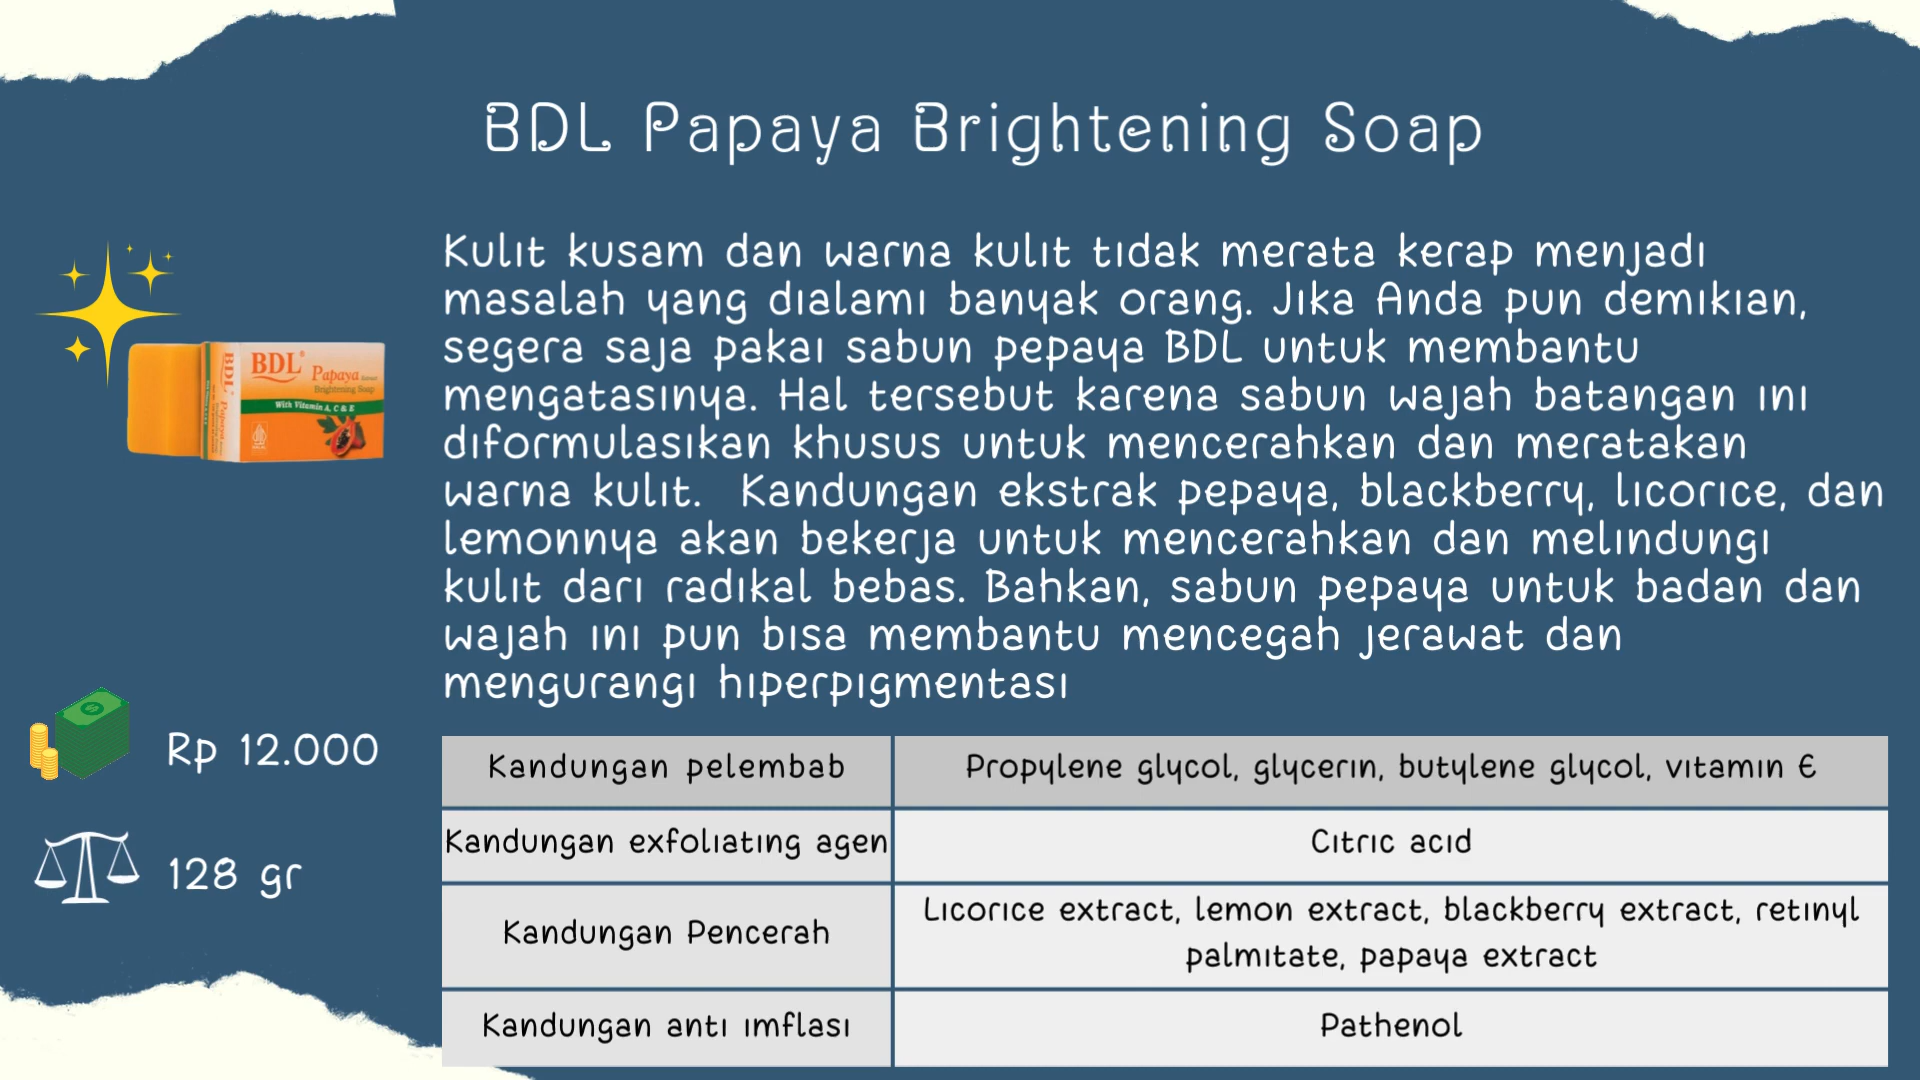 BDL Papaya Brightening Soap
Kulit kusam dan warna kulit tidak merata kerap menjadi
masalah yang dialami banyak orang. Jika Anda pun demikian,
segera saja pakai sabun pepaya BDL untuk membantu
mengatasinya. Hal tersebut karena sabun wajah batangan ini
diformulasikan khusus untuk mencerahkan dan meratakan
warna kulit.  Kandungan ekstrak pepaya, blackberry, licorice, dan
lemonnya akan bekerja untuk mencerahkan dan melindungi
kulit dari radikal bebas. Bahkan, sabun pepaya untuk badan dan
wajah ini pun bisa membantu mencegah jerawat dan
mengurangi hiperpigmentasi
BDL®
Papaya
Brightening Soap
With Vitamin A, C & E
BDL
Rp 12.000
128 gr
Kandungan pelembab
Propylene glycol, glycerin, butylene glycol, vitamin E
Kandungan exfoliating agen
Citric acid
Kandungan Pencerah
Licorice extract, lemon extract, blackberry extract, retinyl
palmitate, papaya extract
Kandungan anti imflasi
Pathenol